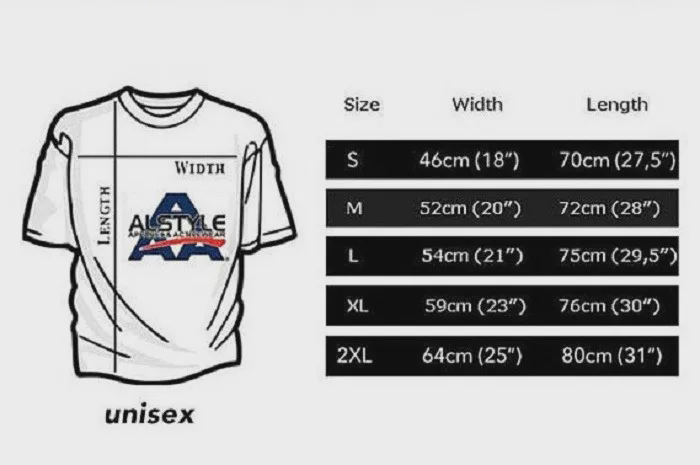 Size Width Length
S 46cm (18") 70cm (27,5")
M 52cm (20") 72cm (28")
L 54cm (21") 75cm (29,5")
XL 59cm (23") 76cm (30")
2XL 64cm (25") 80cm (31")
WIDTH
LENGTH
ALSTYLE
unisex